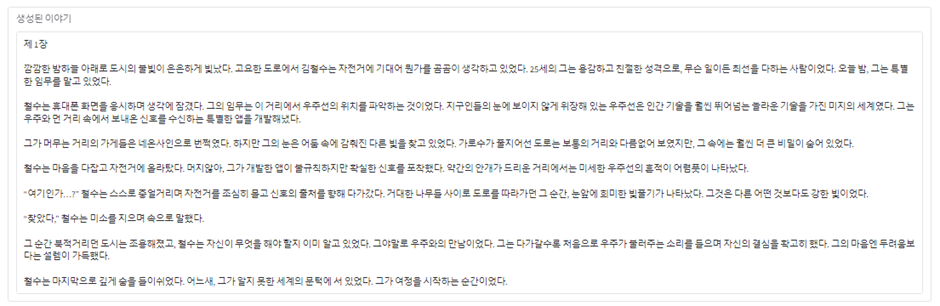 생성된 이야기
제 1장
깜깜한 밤하늘 아래로 도시의 불빛이 은은하게 빛났다. 고요한 도로에서 김철수는 자전거에 기대어 뭔가를 곰곰이 생각하고 있었다. 25세의 그는 용감하고 친절한 성격으로, 무슨 일이든 최선을 다하는 사람이었다. 오늘 밤, 그는 특별
한 임무를 맡고 있었다.
철수는 휴대폰 화면을 응시하며 생각에 잠겼다. 그의 임무는 이 거리에서 우주선의 위치를 파악하는 것이었다. 지구인들의 눈에 보이지 않게 위장해 있는 우주선은 인간 기술을 훨씬 뛰어넘는 놀라운 기술을 가진 미지의 세계였다. 그는
우주와 먼 거리 속에서 보내온 신호를 수신하는 특별한 앱을 개발해냈다.
그가 머무는 거리의 가게들은 네온사인으로 번쩍였다. 하지만 그의 눈은 어둠 속에 감춰진 다른 빛을 찾고 있었다. 가로수가 줄지어선 도로는 보통의 거리와 다름없어 보였지만, 그 속에는 훨씬 더 큰 비밀이 숨어 있었다.
철수는 마음을 다잡고 자전거에 올라탔다. 머지않아, 그가 개발한 앱이 불규칙하지만 확실한 신호를 포착했다. 약간의 안개가 드리운 거리에서는 미세한 우주선의 흔적이 어렴풋이 나타났다.
"여기인가...?" 철수는 스스로 중얼거리며 자전거를 조심히 몰고 신호의 출처를 향해 다가갔다. 거대한 나무들 사이로 도로를 따라가던 그 순간, 눈앞에 희미한 빛줄기가 나타났다. 그것은 다른 어떤 것보다도 강한 빛이었다.
"찾았다," 철수는 미소를 지으며 속으로 말했다.
그 순간 북적거리던 도시는 조용해졌고, 철수는 자신이 무엇을 해야 할지 이미 알고 있었다. 그야말로 우주와의 만남이었다. 그는 다가갈수록 처음으로 우주가 불러주는 소리를 들으며 자신의 결심을 확고히 했다. 그의 마음엔 두려움보
다는 설렘이 가득했다.
철수는 마지막으로 깊게 숨을 들이쉬었다. 어느새, 그가 알지 못한 세계의 문턱에 서 있었다. 그가 여정을 시작하는 순간이었다.